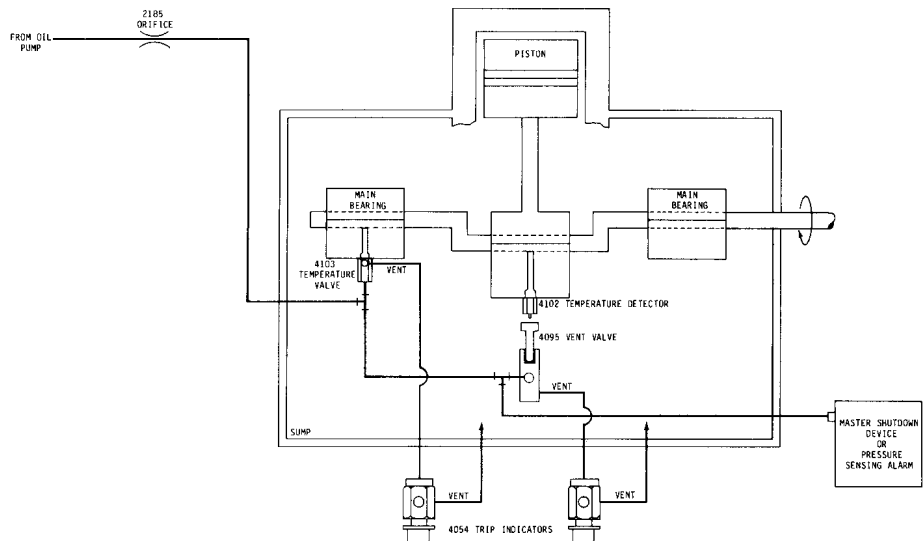 2185
ORIFICE
FROM OIL
PUMP
PISTON
MAIN
BEARING
MAIN
BEARING
4103
TEMPERATURE
VALVE
VENT
4102 TEMPERATURE DETECTOR
4095 VENT VALVE
VENT
SUMP
MASTER SHUTDOWN
DEVICE
OR
PRESSURE
SENSING ALARM
VENT
VENT
4054 TRIP INDICATORS